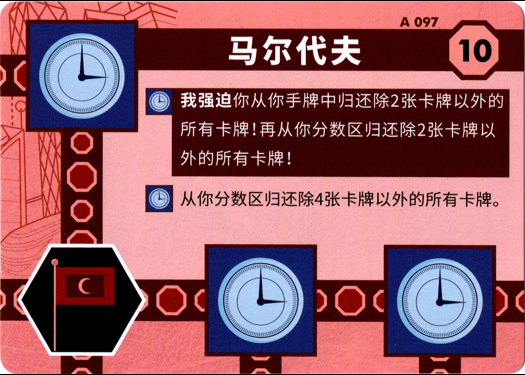 A 097
马尔代夫
10
我强迫你从你手牌中归还除2张卡牌以外的
所有卡牌！再从你分数区归还除2张卡牌以
外的所有卡牌！
从你分数区归还除4张卡牌以外的所有卡牌。